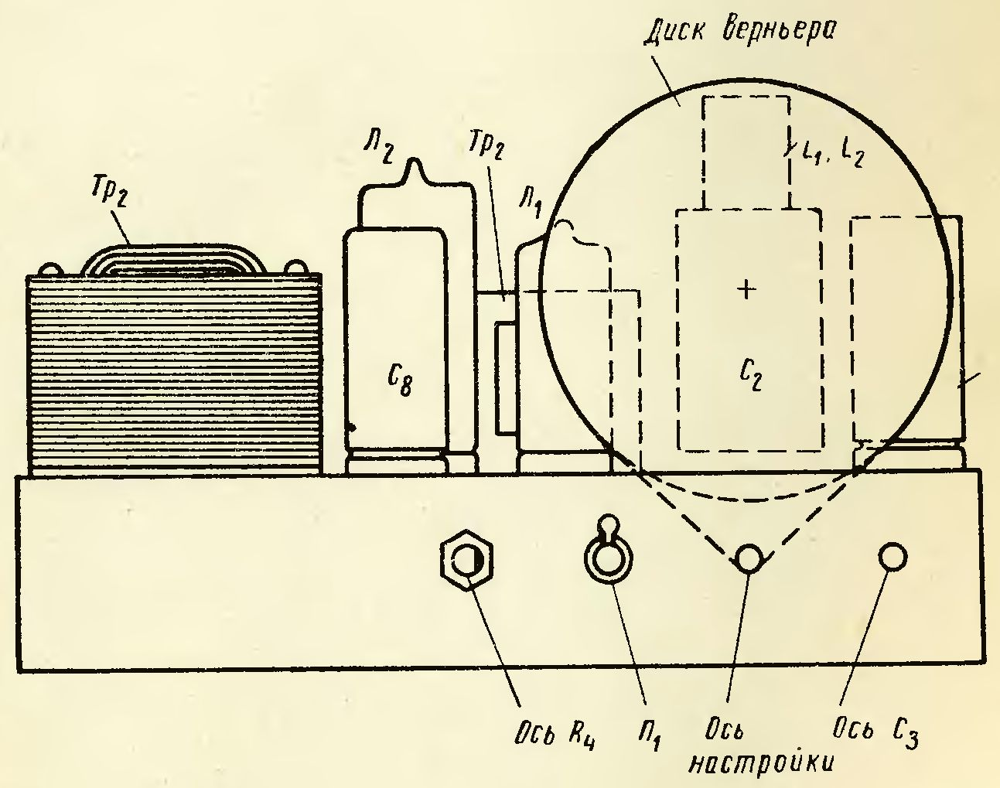 Диск верньера
Л2
Тр2
L1, L2
Тр2
Л1
C8
C2
Ось R4
П1
Ось
настройки
Ось C3